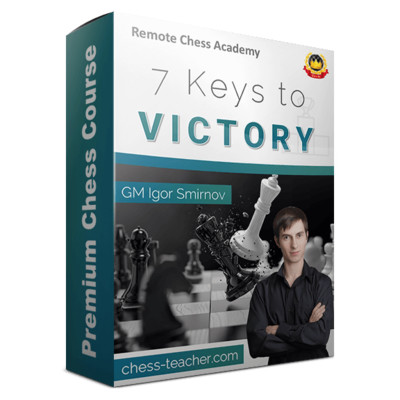 Premium Chess Course
Remote Chess Academy
7 Keys to
VICTORY
GM Igor Smirnov
chess-teacher.com